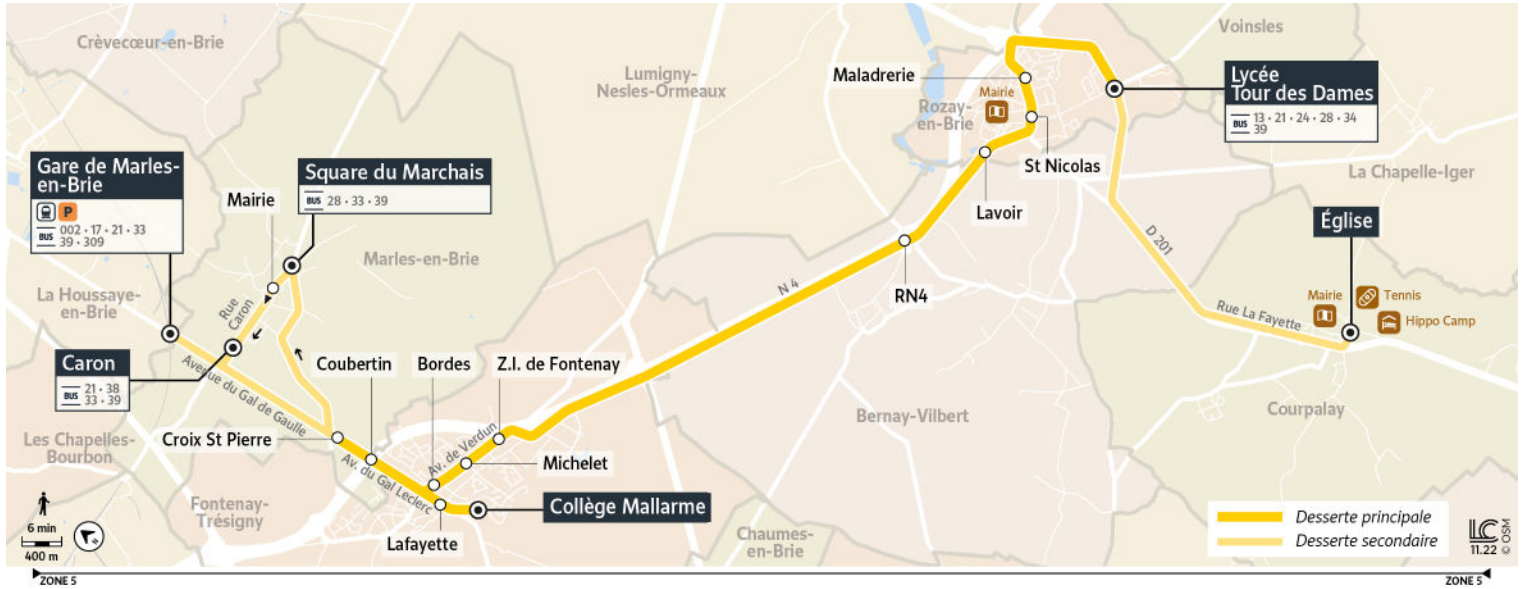 Crèvecœur-en-Brie
Lumigny-
Nesles-Ormeaux
Voinsles
Maladrerie
Mairie
Rozay-
en-Brie
Lycée
Tour des Dames
BUS 13 • 21 • 24 • 28 • 34
39
St Nicolas
La Chapelle-Iger
Gare de Marles-
en-Brie
P
BUS 002 • 17 • 21 • 33
39 • 309
Mairie
Square du Marchais
BUS 28 • 33 • 39
Lavoir
Église
D 201
Marles-en-Brie
La Houssaye-
en-Brie
Rue
Caron
N 4
RN4
Rue La Fayette
Mairie
Tennis
Hippo Camp
Caron
BUS 21 • 38
33 • 39
Avenue du Gal de Gaulle
Coubertin
Bordes
Z.I. de Fontenay
Bernay-Vilbert
Courpalay
Les Chapelles-
Bourbon
Croix St Pierre
Av. de Verdun
Michelet
Av. du Gal Leclerc
Collège Mallarme
Fontenay-
Trésigny
Lafayette
Chaumes-
en-Brie
6 min
400 m
Desserte principale
Desserte secondaire
LC
11.22 © OSM
ZONE 5
ZONE 5